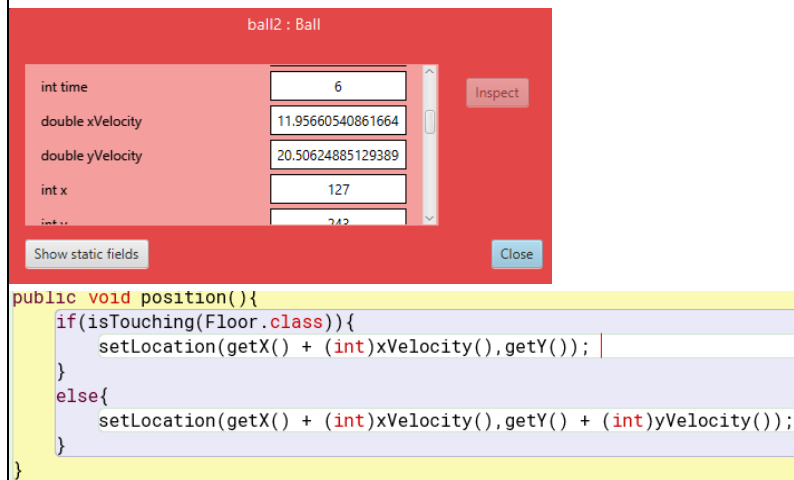 ball2 : Ball
int time 6
Inspect
double xVelocity 11.95660540861664
double yVelocity 20.50624885129389
int x 127
int y 243
Show static fields
Close
public void position(){
if(isTouching(Floor.class)){
setLocation(getX() + (int)xVelocity(),getY());
}
else{
setLocation(getX() + (int)xVelocity(),getY() + (int)yVelocity());
}
}